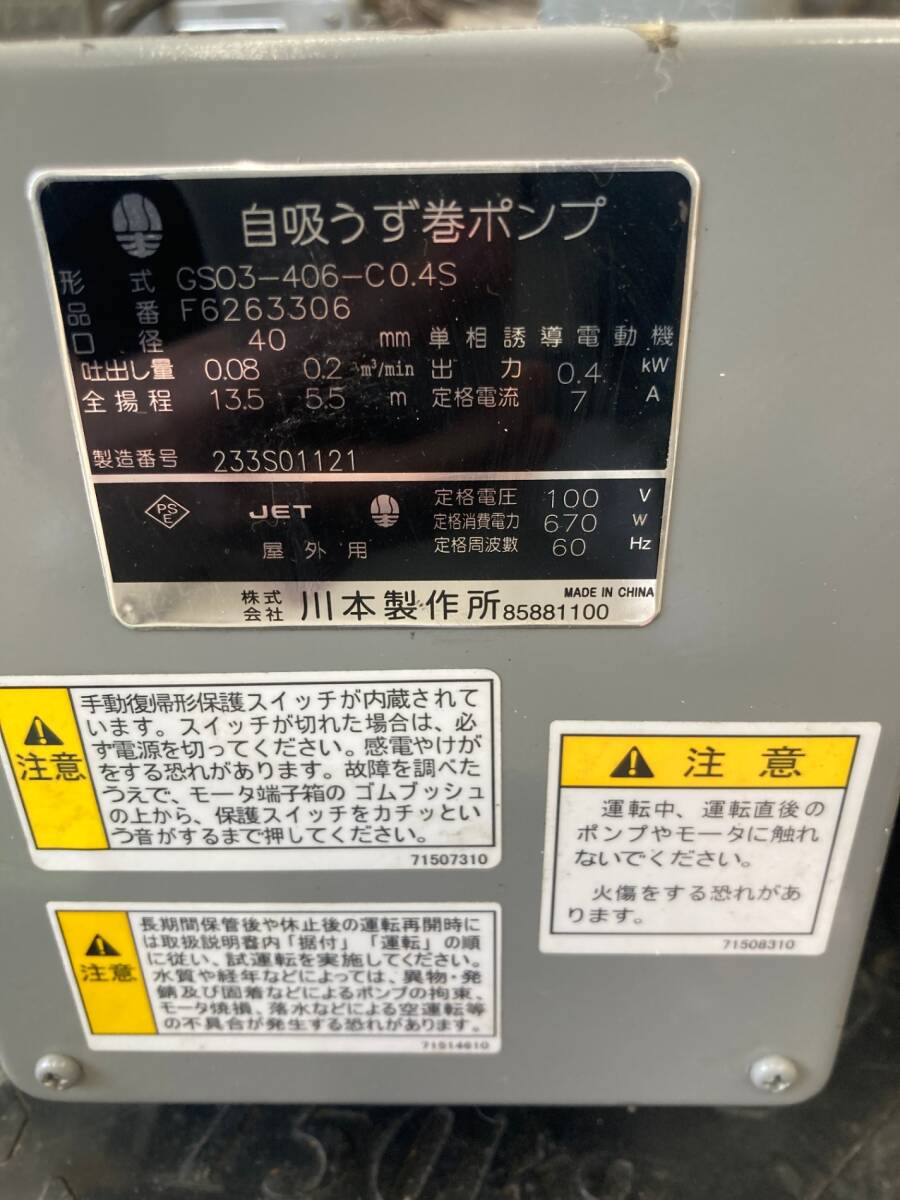 自吸うず巻ポンプ
形式 GSO3-406-C0.4S
品番 F6263306
口径 40 mm 単相誘導電動機
吐出し量 0.08 0.2 m³/min 出力 0.4 kW
全揚程 13.5 5.5 m 定格電流 7 A
製造番号 233S01121
PSE JET 定格電圧 100 V
定格消費電力 670 W
屋外用 定格周波数 60 Hz
株式会社 川本製作所 85881100 MADE IN CHINA
注意
手動復帰形保護スイッチが内蔵されて
います。スイッチが切れた場合は、必
ず電源を切ってください。感電やけが
をする恐れがあります。故障を調べた
うえで、モータ端子箱の ゴムブッシュ
の上から、保護スイッチをカチッとい
う音がするまで押してください。
71507310
注意
運転中、運転直後の
ポンプやモータに触れ
ないでください。
火傷をする恐れがあ
ります。
71508310
注意
長期間保管後や休止後の運転再開時に
は取扱説明書内「据付」「運転」の順
に従い、試運転を実施してください。
水質や経年などによっては、異物・発
錆及び固着などによるポンプの拘束、
モータ焼損、落水などによる空運転等
の不具合が発生する恐れがあります。
71514610